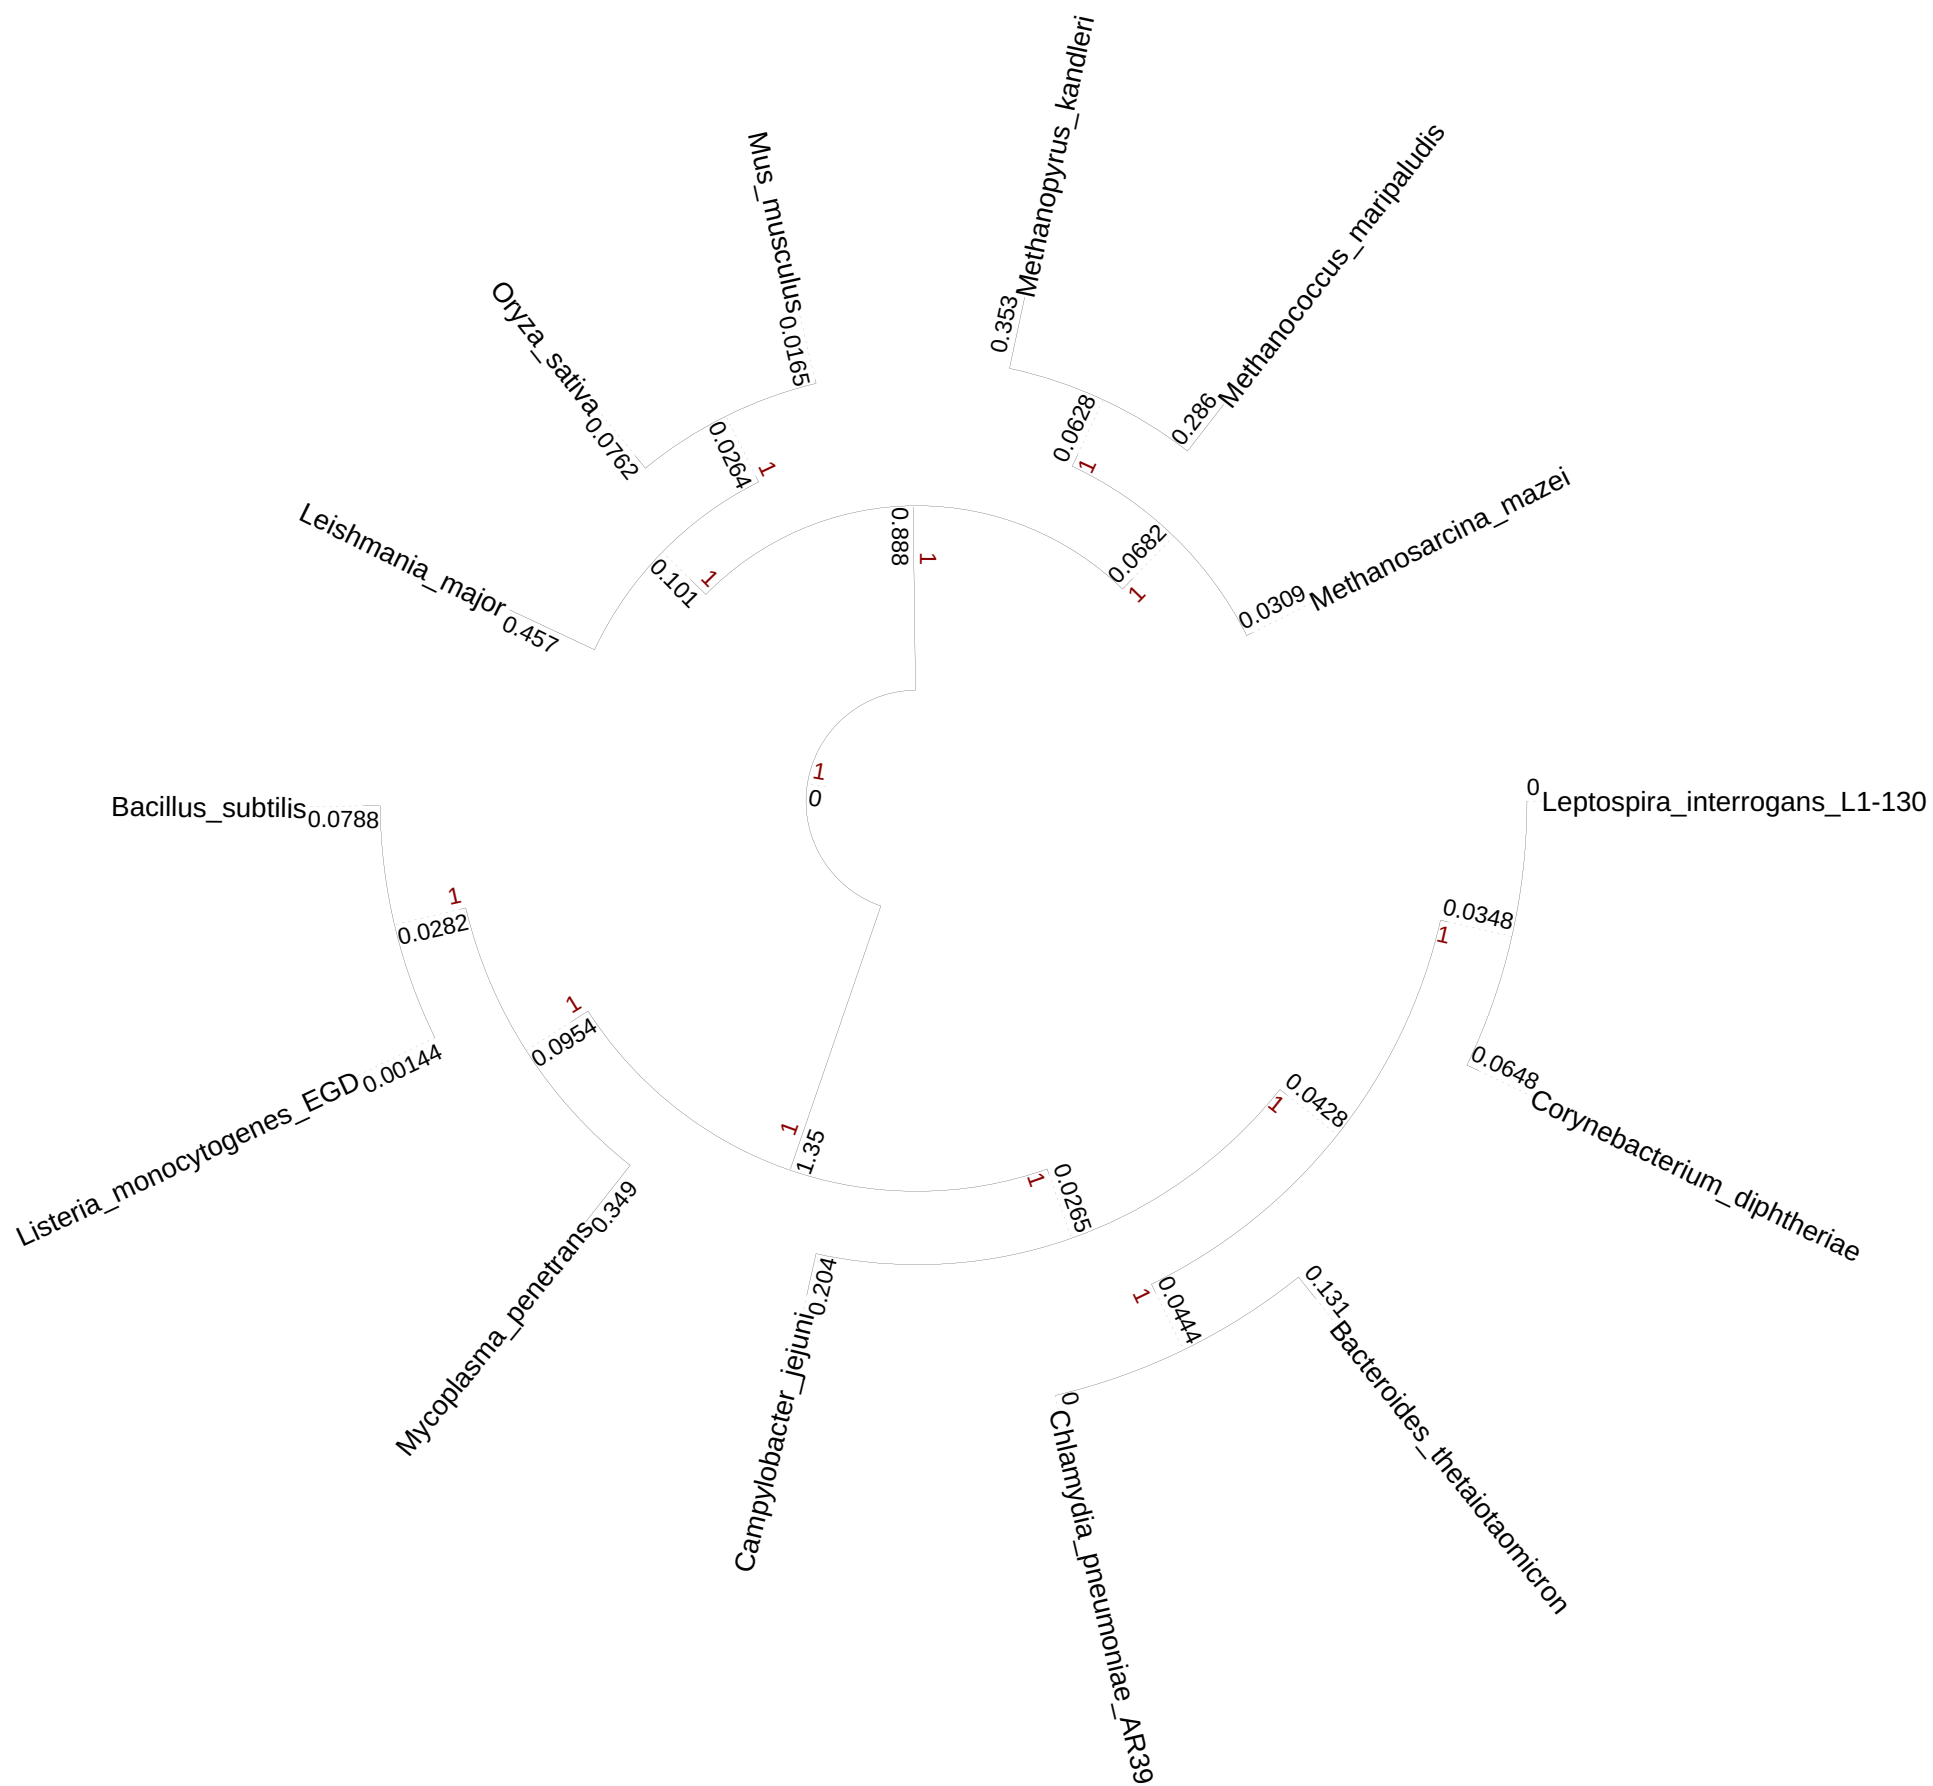 Methanopyrus_kandleri
0.353
Methanococcus_maripaludis
0.286
0.0628
1
Methanosarcina_mazei
0.0309
0.0682
1
Mus_musculus
0.0165
Oryza_sativa
0.0762
0.0264
1
Leishmania_major
0.457
0.101
1
0.888
1
1
0
Bacillus_subtilis
0.0788
Listeria_monocytogenes_EGD
0.00144
1
0.0282
Mycoplasma_penetrans
0.349
1
0.0954
1
1.35
Campylobacter_jejuni
0.204
1
0.0265
Chlamydia_pneumoniae_AR39
0
Bacteroides_thetaiotaomicron
0.131
1
0.0444
1
0.0428
Corynebacterium_diphtheriae
0.0648
Leptospira_interrogans_L1-130
0
0.0348
1